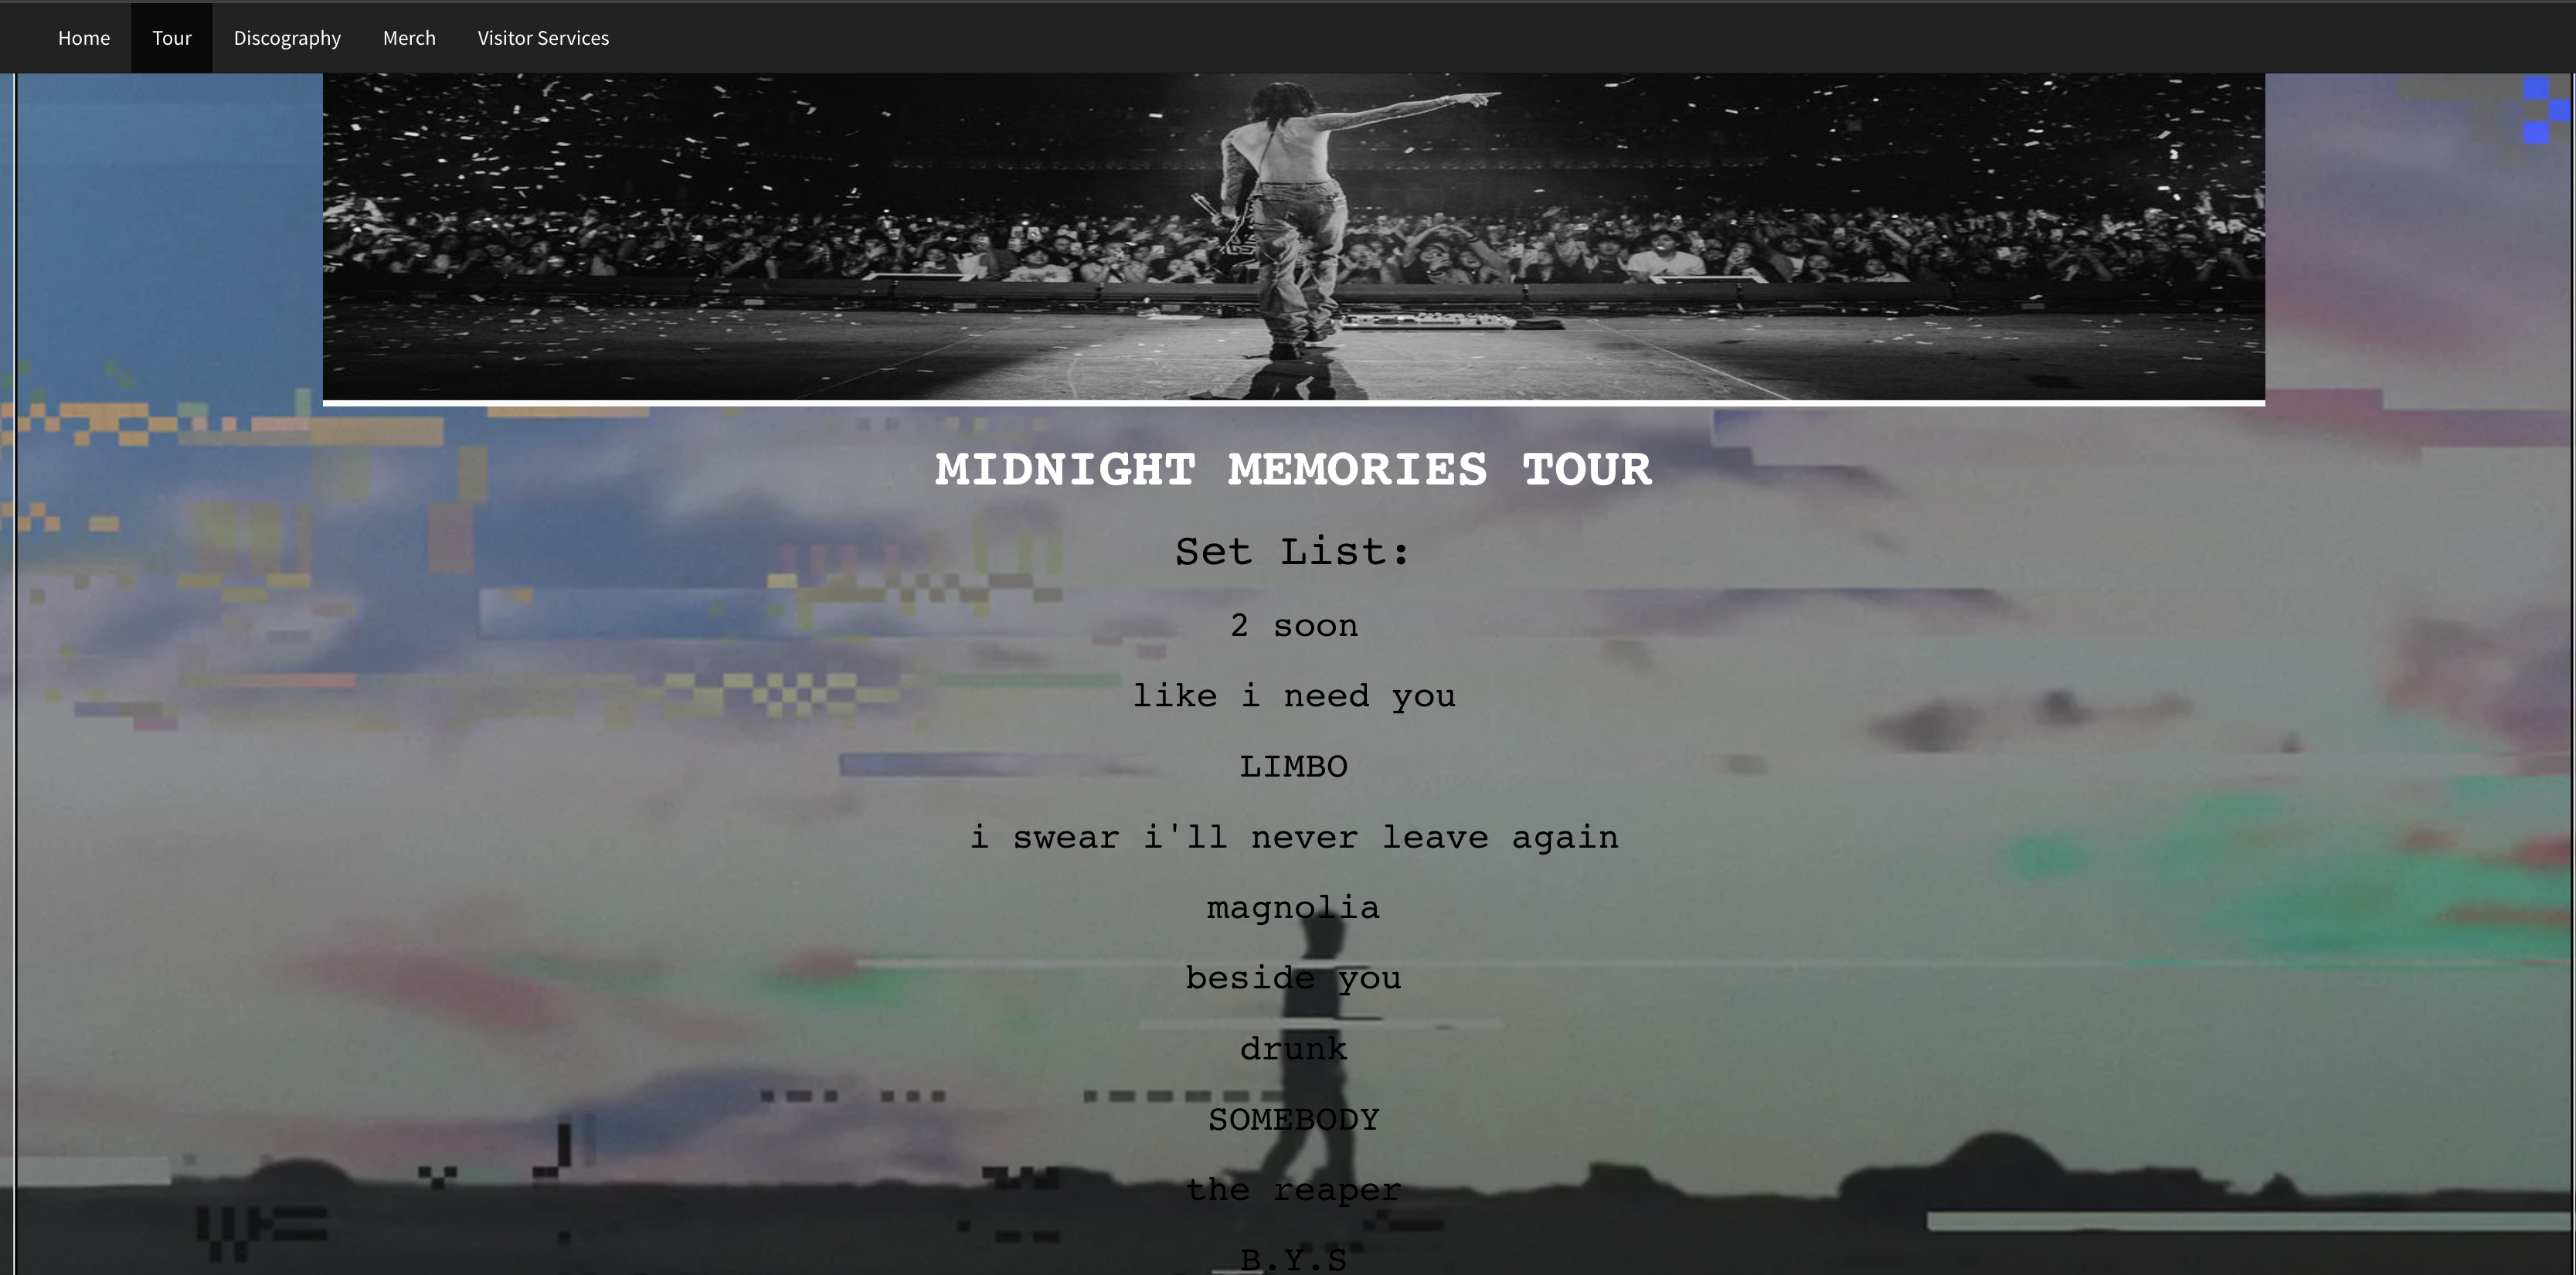 Home Tour Discography Merch Visitor Services
MIDNIGHT MEMORIES TOUR
Set List:
2 soon
like i need you
LIMBO
i swear i'll never leave again
magnolia
beside you
drunk
SOMEBODY
the reaper
B.Y.S